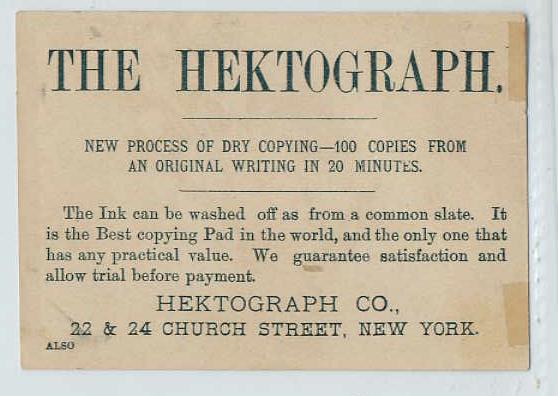 THE HEKTOGRAPH.
NEW PROCESS OF DRY COPYING—100 COPIES FROM
AN ORIGINAL WRITING IN 20 MINUTES.
The Ink can be washed off as from a common slate. It
is the Best copying Pad in the world, and the only one that
has any practical value. We guarantee satisfaction and
allow trial before payment.
HEKTOGRAPH CO.,
22 & 24 CHURCH STREET, NEW YORK.
ALSO